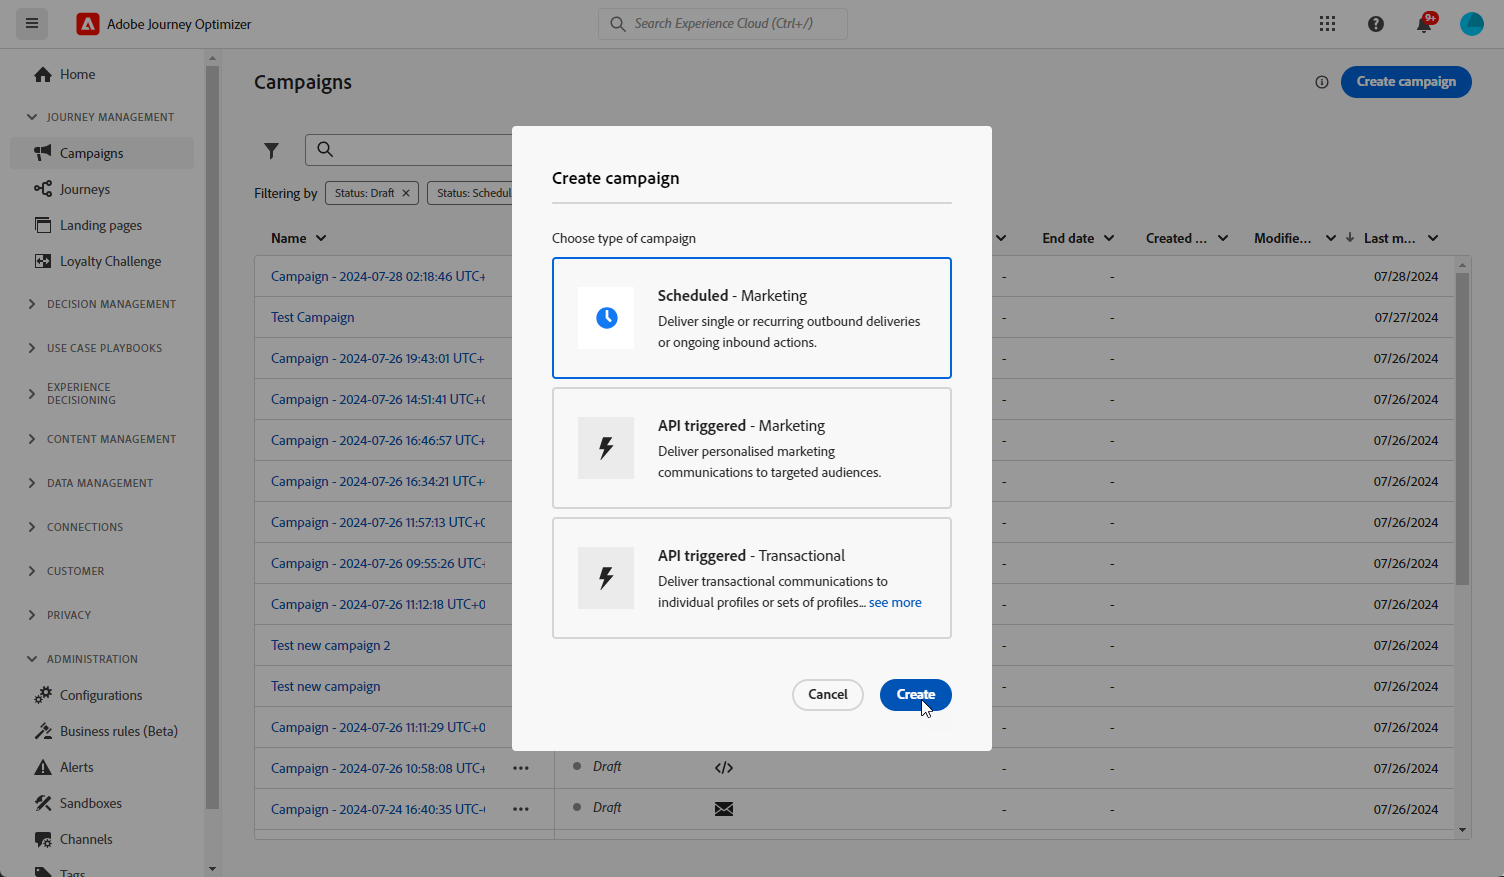 Adobe Journey Optimizer
Search Experience Cloud (Ctrl+/)
9+
Home
JOURNEY MANAGEMENT
Campaigns
Journeys
Landing pages
Loyalty Challenge
DECISION MANAGEMENT
USE CASE PLAYBOOKS
EXPERIENCE
DECISIONING
CONTENT MANAGEMENT
DATA MANAGEMENT
CONNECTIONS
CUSTOMER
PRIVACY
ADMINISTRATION
Configurations
Business rules (Beta)
Alerts
Sandboxes
Channels
Tags
Campaigns
Create campaign
Filtering by
Status: Draft ×
Status: Schedul
Name
End date
Created ...
Modifie...
Last m...
Campaign - 2024-07-28 02:18:46 UTC+
- - 07/28/2024
Test Campaign
- - 07/27/2024
Campaign - 2024-07-26 19:43:01 UTC+
- - 07/26/2024
Campaign - 2024-07-26 14:51:41 UTC+0
- - 07/26/2024
Campaign - 2024-07-26 16:46:57 UTC+
- - 07/26/2024
Campaign - 2024-07-26 16:34:21 UTC+
- - 07/26/2024
Campaign - 2024-07-26 11:57:13 UTC+0
- - 07/26/2024
Campaign - 2024-07-26 09:55:26 UTC+
- - 07/26/2024
Campaign - 2024-07-26 11:12:18 UTC+0
- - 07/26/2024
Test new campaign 2
- - 07/26/2024
Test new campaign
- - 07/26/2024
Campaign - 2024-07-26 11:11:29 UTC+0
- - 07/26/2024
Campaign - 2024-07-26 10:58:08 UTC+
Draft
- - 07/26/2024
Campaign - 2024-07-24 16:40:35 UTC-
Draft
- - 07/26/2024
Create campaign
Choose type of campaign
Scheduled - Marketing
Deliver single or recurring outbound deliveries
or ongoing inbound actions.
API triggered - Marketing
Deliver personalised marketing
communications to targeted audiences.
API triggered - Transactional
Deliver transactional communications to
individual profiles or sets of profiles... see more
Cancel
Create